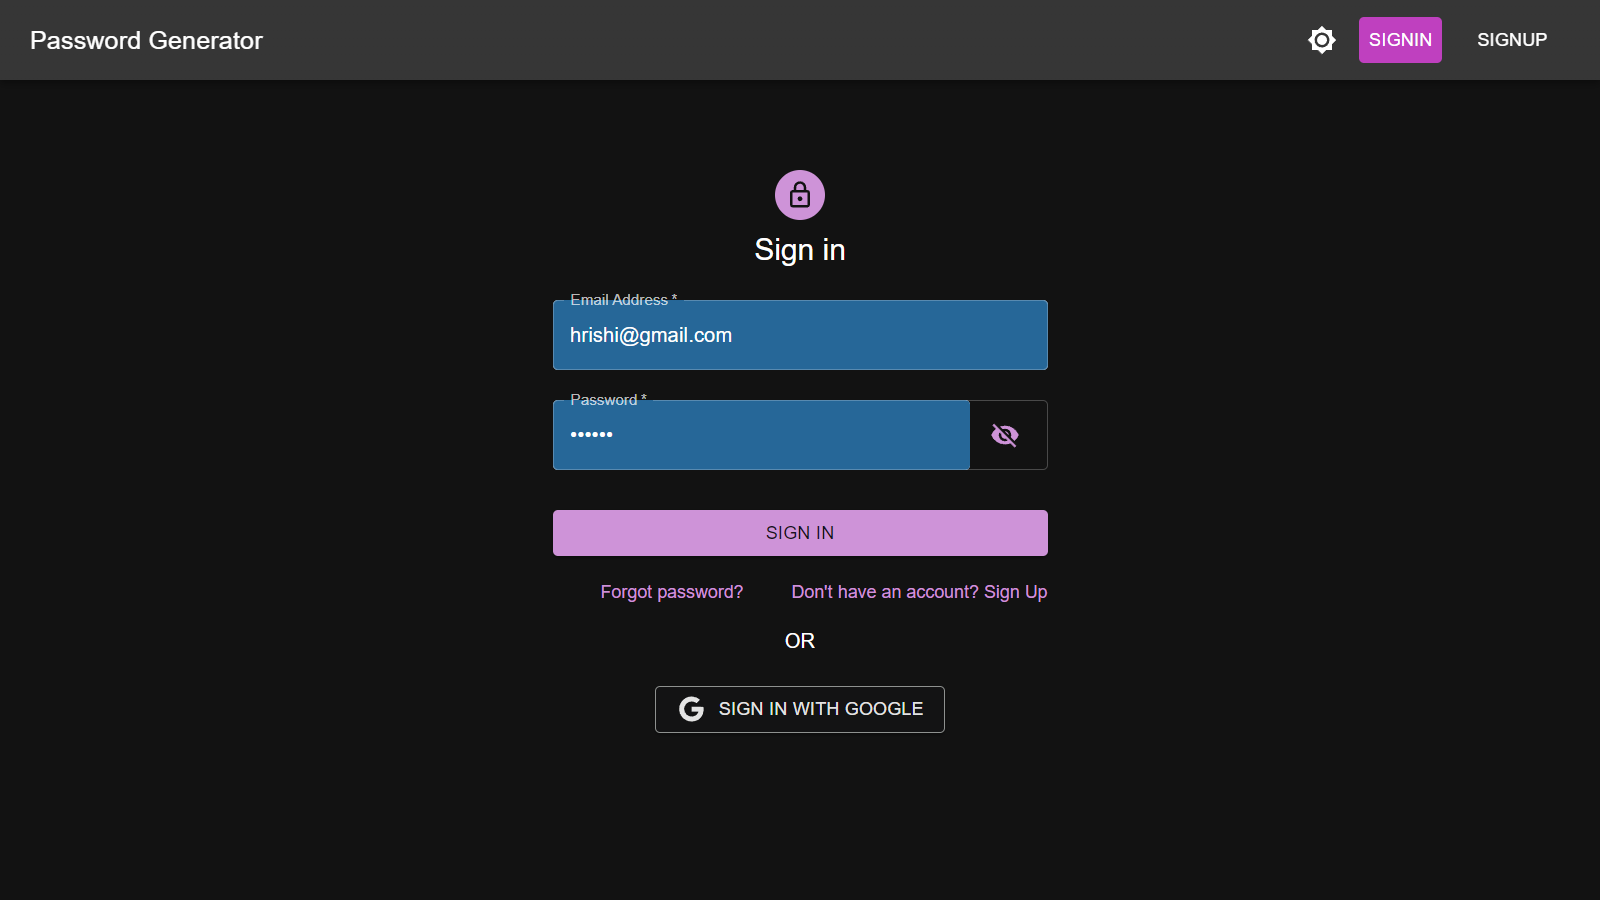 Password Generator SIGNIN SIGNUP
Sign in
Email Address *
hrishi@gmail.com
Password *
••••••
SIGN IN
Forgot password? Don't have an account? Sign Up
OR
SIGN IN WITH GOOGLE